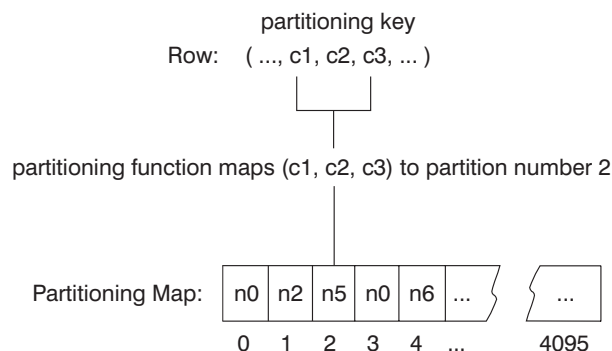 partitioning key
Row: ( ..., c1, c2, c3, ... )
partitioning function maps (c1, c2, c3) to partition number 2
Partitioning Map: n0 n2 n5 n0 n6 ... ...
0 1 2 3 4 ... 4095